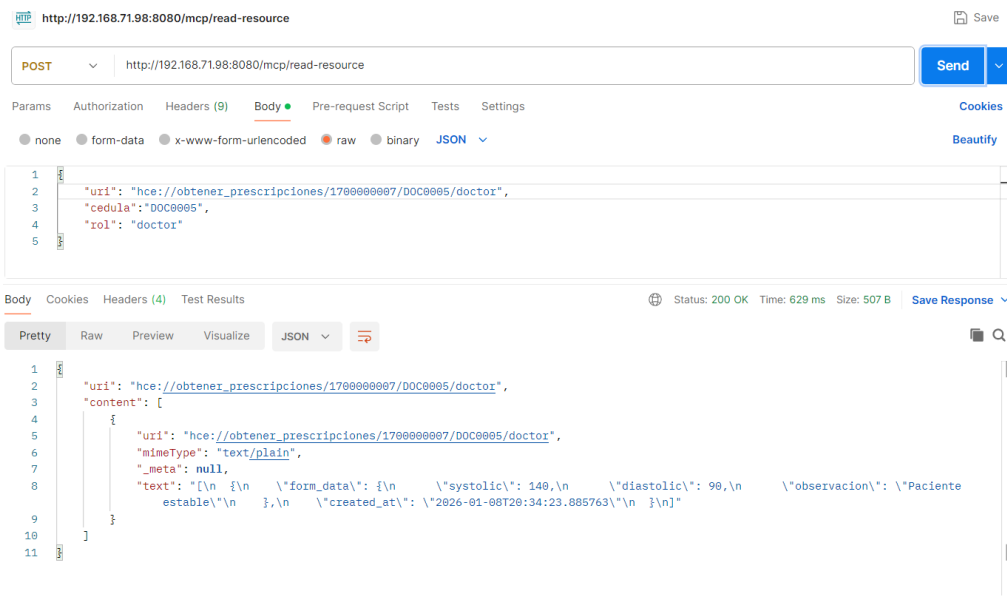 HTTP http://192.168.71.98:8080/mcp/read-resource Save
POST http://192.168.71.98:8080/mcp/read-resource Send
Params Authorization Headers (9) Body Pre-request Script Tests Settings Cookies
none form-data x-www-form-urlencoded raw binary JSON Beautify
1 {
2 "uri": "hce://obtener_prescripciones/1700000007/DOC0005/doctor",
3 "cedula":"DOC0005",
4 "rol": "doctor"
5 }
Body Cookies Headers (4) Test Results Status: 200 OK Time: 629 ms Size: 507 B Save Response
Pretty Raw Preview Visualize JSON
1 {
2 "uri": "hce://obtener_prescripciones/1700000007/DOC0005/doctor",
3 "content": [
4 {
5 "uri": "hce://obtener_prescripciones/1700000007/DOC0005/doctor",
6 "mimeType": "text/plain",
7 "_meta": null,
8 "text": "[\n  {\n    \"form_data\": {\n      \"systolic\": 140,\n      \"diastolic\": 90,\n      \"observacion\": \"Paciente
estable\"\n    },\n    \"created_at\": \"2026-01-08T20:34:23.885763\"\n  }\n]"
9 }
10 ]
11 }